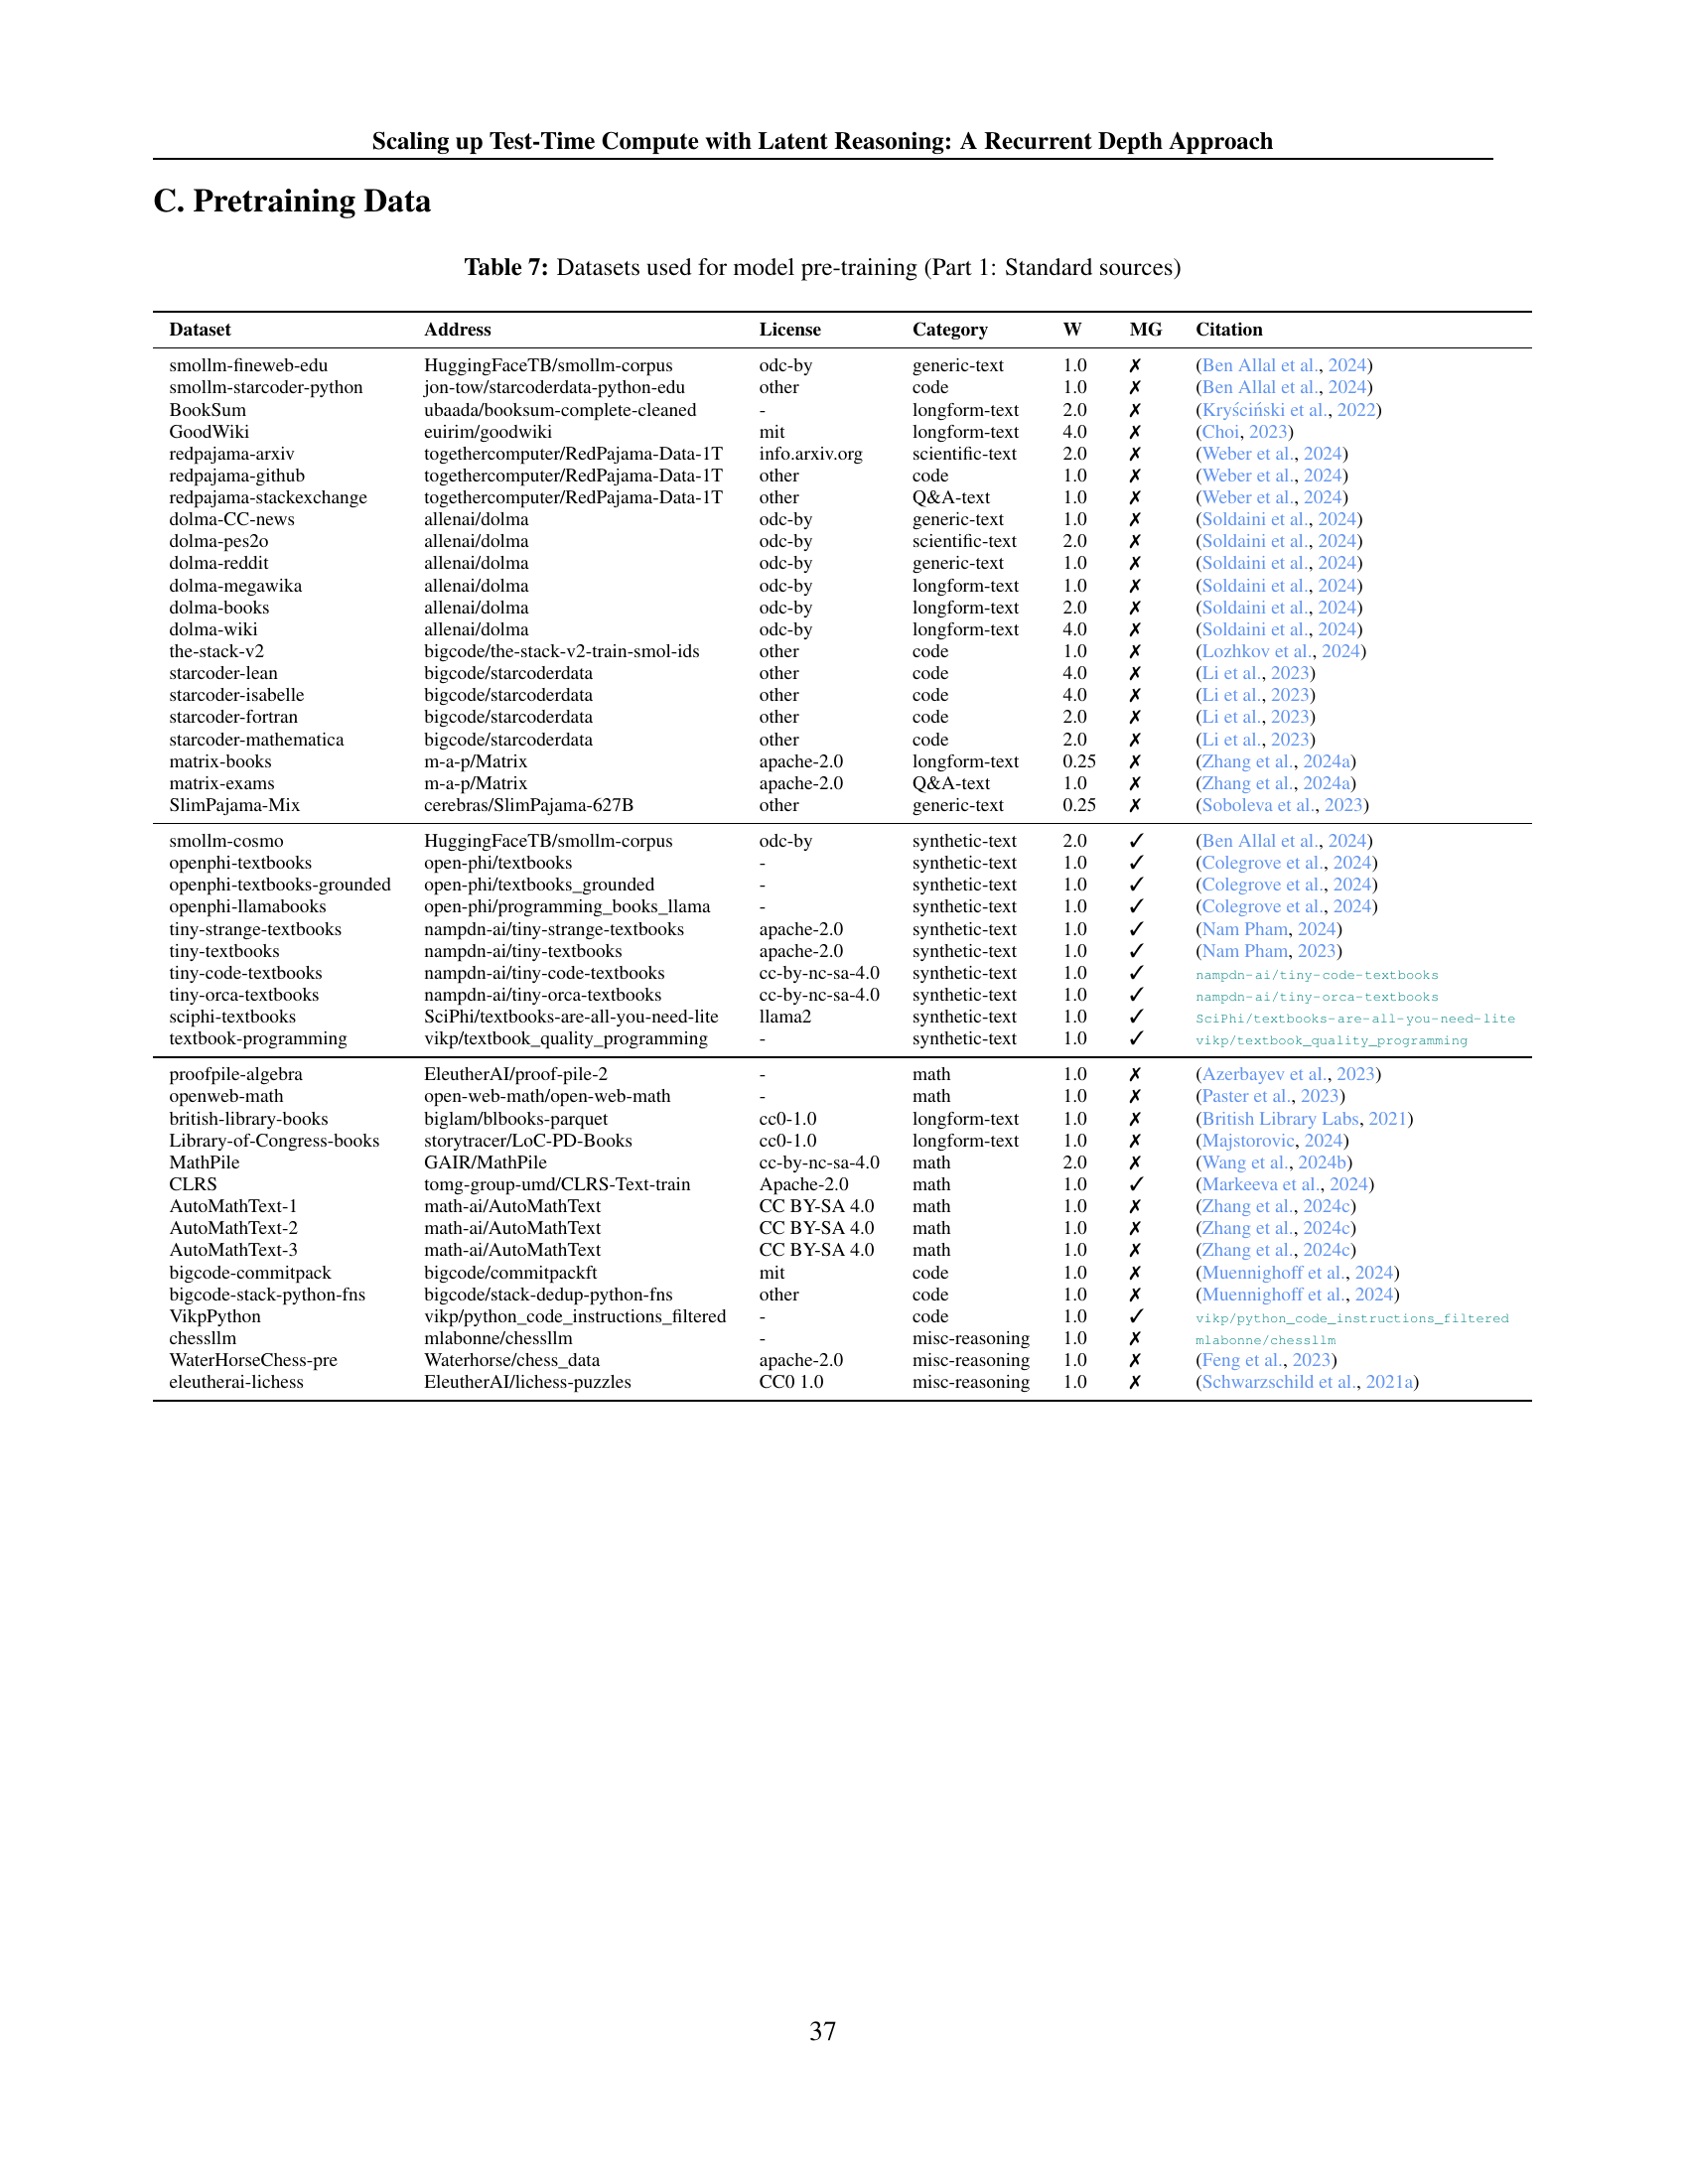 Scaling up Test-Time Compute with Latent Reasoning: A Recurrent Depth Approach
C. Pretraining Data
Table 7: Datasets used for model pre-training (Part 1: Standard sources)
Dataset Address License Category W MG Citation
smollm-fineweb-edu HuggingFaceTB/smollm-corpus odc-by generic-text 1.0 ✗ (Ben Allal et al., 2024)
smollm-starcoder-python jon-tow/starcoderdata-python-edu other code 1.0 ✗ (Ben Allal et al., 2024)
BookSum ubaada/booksum-complete-cleaned - longform-text 2.0 ✗ (Kryściński et al., 2022)
GoodWiki euirim/goodwiki mit longform-text 4.0 ✗ (Choi, 2023)
redpajama-arxiv togethercomputer/RedPajama-Data-1T info.arxiv.org scientific-text 2.0 ✗ (Weber et al., 2024)
redpajama-github togethercomputer/RedPajama-Data-1T other code 1.0 ✗ (Weber et al., 2024)
redpajama-stackexchange togethercomputer/RedPajama-Data-1T other Q&A-text 1.0 ✗ (Weber et al., 2024)
dolma-CC-news allenai/dolma odc-by generic-text 1.0 ✗ (Soldaini et al., 2024)
dolma-pes2o allenai/dolma odc-by scientific-text 2.0 ✗ (Soldaini et al., 2024)
dolma-reddit allenai/dolma odc-by generic-text 1.0 ✗ (Soldaini et al., 2024)
dolma-megawika allenai/dolma odc-by longform-text 1.0 ✗ (Soldaini et al., 2024)
dolma-books allenai/dolma odc-by longform-text 2.0 ✗ (Soldaini et al., 2024)
dolma-wiki allenai/dolma odc-by longform-text 4.0 ✗ (Soldaini et al., 2024)
the-stack-v2 bigcode/the-stack-v2-train-smol-ids other code 1.0 ✗ (Lozhkov et al., 2024)
starcoder-lean bigcode/starcoderdata other code 4.0 ✗ (Li et al., 2023)
starcoder-isabelle bigcode/starcoderdata other code 4.0 ✗ (Li et al., 2023)
starcoder-fortran bigcode/starcoderdata other code 2.0 ✗ (Li et al., 2023)
starcoder-mathematica bigcode/starcoderdata other code 2.0 ✗ (Li et al., 2023)
matrix-books m-a-p/Matrix apache-2.0 longform-text 0.25 ✗ (Zhang et al., 2024a)
matrix-exams m-a-p/Matrix apache-2.0 Q&A-text 1.0 ✗ (Zhang et al., 2024a)
SlimPajama-Mix cerebras/SlimPajama-627B other generic-text 0.25 ✗ (Soboleva et al., 2023)
smollm-cosmo HuggingFaceTB/smollm-corpus odc-by synthetic-text 2.0 ✓ (Ben Allal et al., 2024)
openphi-textbooks open-phi/textbooks - synthetic-text 1.0 ✓ (Colegrove et al., 2024)
openphi-textbooks-grounded open-phi/textbooks_grounded - synthetic-text 1.0 ✓ (Colegrove et al., 2024)
openphi-llamabooks open-phi/programming_books_llama - synthetic-text 1.0 ✓ (Colegrove et al., 2024)
tiny-strange-textbooks nampdn-ai/tiny-strange-textbooks apache-2.0 synthetic-text 1.0 ✓ (Nam Pham, 2024)
tiny-textbooks nampdn-ai/tiny-textbooks apache-2.0 synthetic-text 1.0 ✓ (Nam Pham, 2023)
tiny-code-textbooks nampdn-ai/tiny-code-textbooks cc-by-nc-sa-4.0 synthetic-text 1.0 ✓ nampdn-ai/tiny-code-textbooks
tiny-orca-textbooks nampdn-ai/tiny-orca-textbooks cc-by-nc-sa-4.0 synthetic-text 1.0 ✓ nampdn-ai/tiny-orca-textbooks
sciphi-textbooks SciPhi/textbooks-are-all-you-need-lite llama2 synthetic-text 1.0 ✓ SciPhi/textbooks-are-all-you-need-lite
textbook-programming vikp/textbook_quality_programming - synthetic-text 1.0 ✓ vikp/textbook_quality_programming
proofpile-algebra EleutherAI/proof-pile-2 - math 1.0 ✗ (Azerbayev et al., 2023)
openweb-math open-web-math/open-web-math - math 1.0 ✗ (Paster et al., 2023)
british-library-books biglam/blbooks-parquet cc0-1.0 longform-text 1.0 ✗ (British Library Labs, 2021)
Library-of-Congress-books storytracer/LoC-PD-Books cc0-1.0 longform-text 1.0 ✗ (Majstorovic, 2024)
MathPile GAIR/MathPile cc-by-nc-sa-4.0 math 2.0 ✗ (Wang et al., 2024b)
CLRS tomg-group-umd/CLRS-Text-train Apache-2.0 math 1.0 ✓ (Markeeva et al., 2024)
AutoMathText-1 math-ai/AutoMathText CC BY-SA 4.0 math 1.0 ✗ (Zhang et al., 2024c)
AutoMathText-2 math-ai/AutoMathText CC BY-SA 4.0 math 1.0 ✗ (Zhang et al., 2024c)
AutoMathText-3 math-ai/AutoMathText CC BY-SA 4.0 math 1.0 ✗ (Zhang et al., 2024c)
bigcode-commitpack bigcode/commitpackft mit code 1.0 ✗ (Muennighoff et al., 2024)
bigcode-stack-python-fns bigcode/stack-dedup-python-fns other code 1.0 ✗ (Muennighoff et al., 2024)
VikpPython vikp/python_code_instructions_filtered - code 1.0 ✓ vikp/python_code_instructions_filtered
chessllm mlabonne/chessllm - misc-reasoning 1.0 ✗ mlabonne/chessllm
WaterHorseChess-pre Waterhorse/chess_data apache-2.0 misc-reasoning 1.0 ✗ (Feng et al., 2023)
eleutherai-lichess EleutherAI/lichess-puzzles CC0 1.0 misc-reasoning 1.0 ✗ (Schwarzschild et al., 2021a)
37